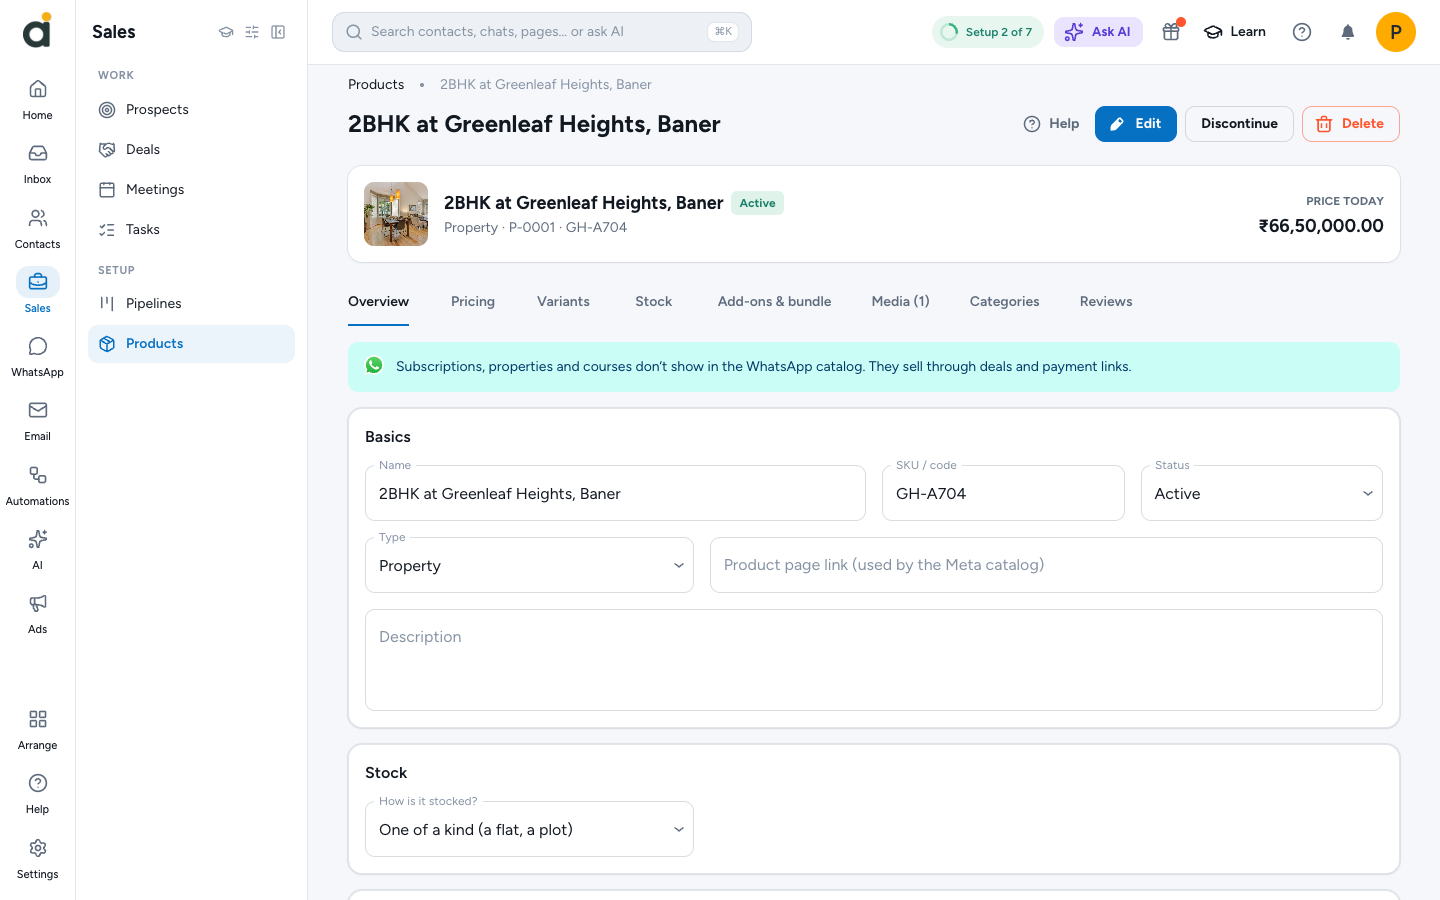 Sales
Search contacts, chats, pages... or ask AI
⌘K
Setup 2 of 7
Ask AI
Learn
P
Home
Inbox
Contacts
Sales
WhatsApp
Email
Automations
AI
Ads
Arrange
Help
Settings
WORK
Prospects
Deals
Meetings
Tasks
SETUP
Pipelines
Products
Products • 2BHK at Greenleaf Heights, Baner
2BHK at Greenleaf Heights, Baner
Help
Edit
Discontinue
Delete
2BHK at Greenleaf Heights, Baner
Active
Property · P-0001 · GH-A704
PRICE TODAY
₹66,50,000.00
Overview
Pricing
Variants
Stock
Add-ons & bundle
Media (1)
Categories
Reviews
Subscriptions, properties and courses don’t show in the WhatsApp catalog. They sell through deals and payment links.
Basics
Name
2BHK at Greenleaf Heights, Baner
SKU / code
GH-A704
Status
Active
Type
Property
Product page link (used by the Meta catalog)
Description
Stock
How is it stocked?
One of a kind (a flat, a plot)